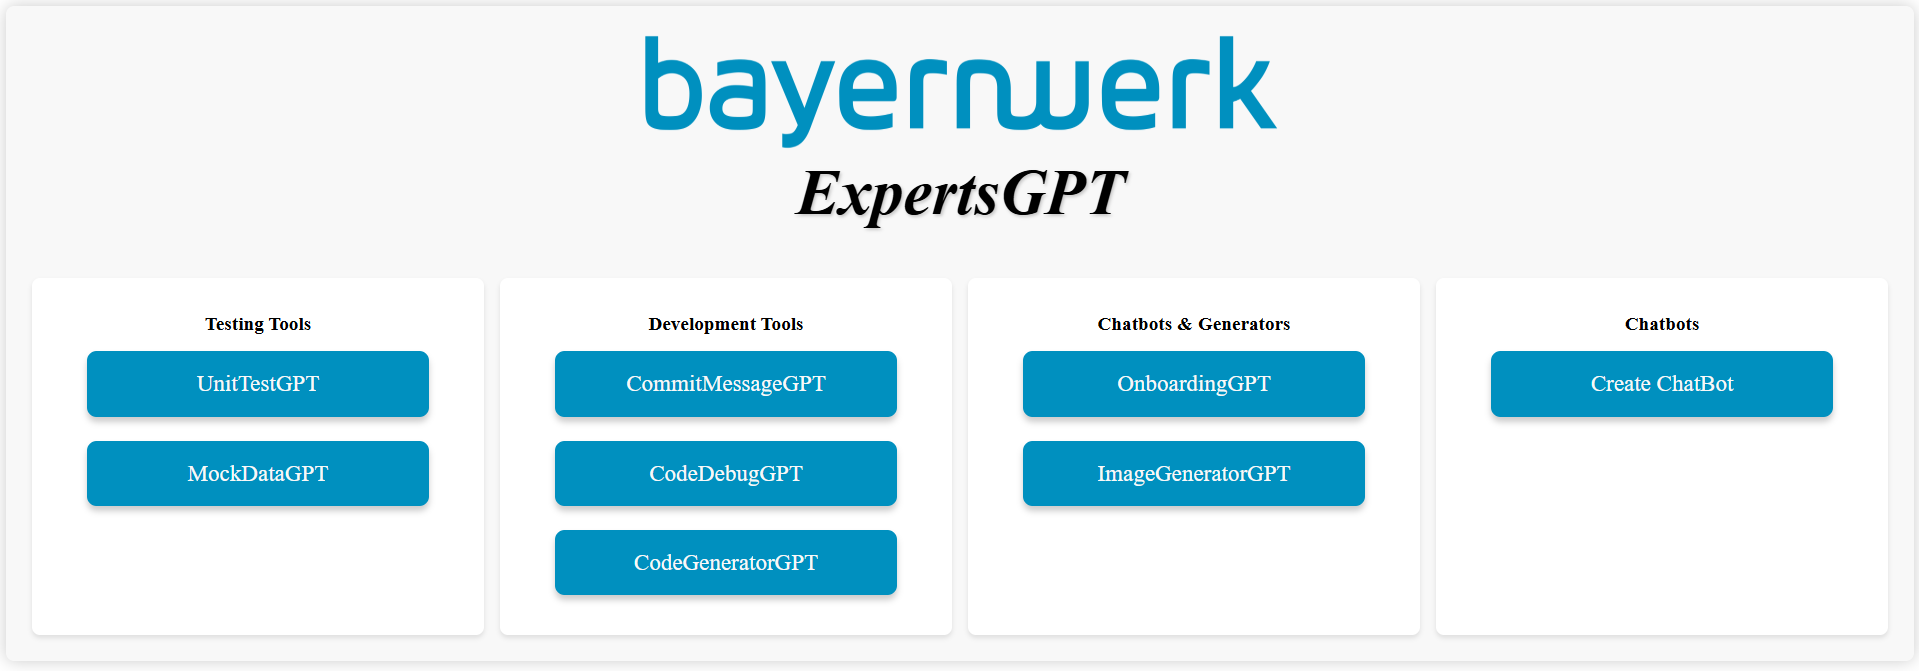 bayernwerk
ExpertsGPT
Testing Tools
UnitTestGPT
MockDataGPT
Development Tools
CommitMessageGPT
CodeDebugGPT
CodeGeneratorGPT
Chatbots & Generators
OnboardingGPT
ImageGeneratorGPT
Chatbots
Create ChatBot